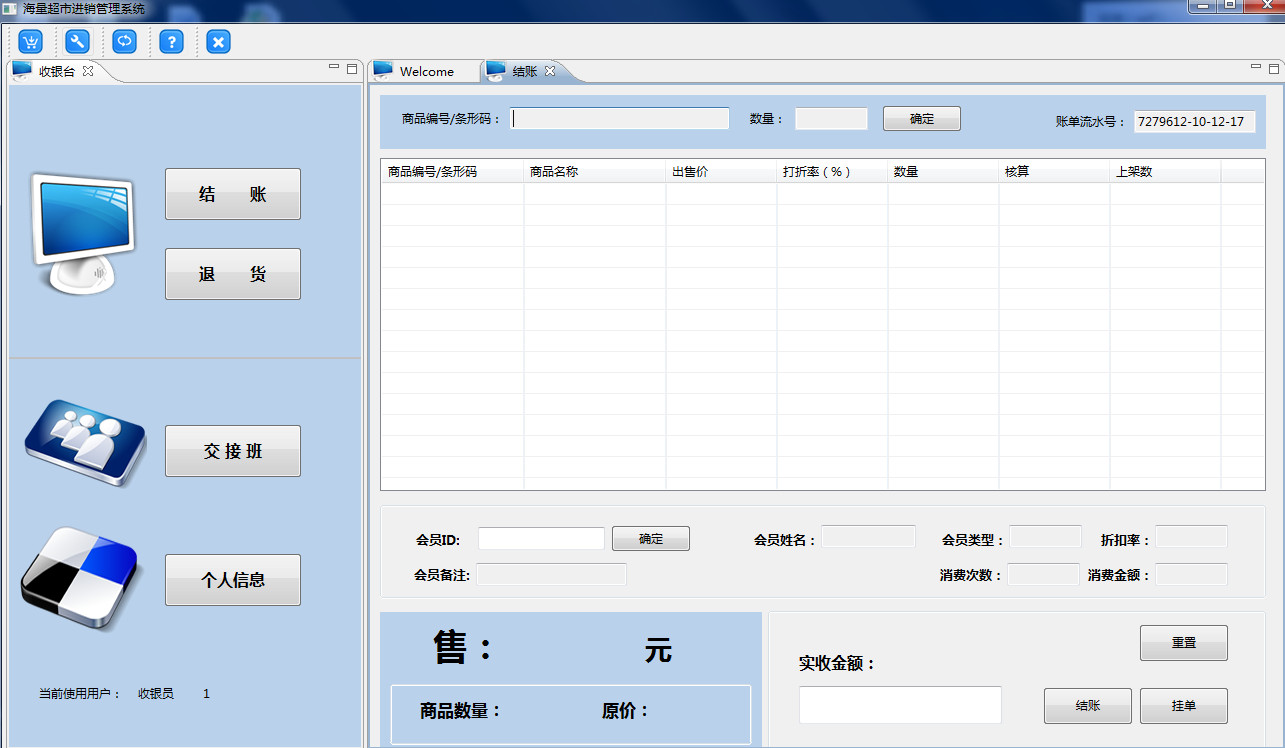 海量超市进销管理系统
收银台
Welcome
结账
商品编号/条形码：
数量：
确定
账单流水号：
7279612-10-12-17
商品编号/条形码 商品名称 出售价 打折率（%） 数量 核算 上架数
结 账
退 货
交 接 班
个人信息
当前使用用户： 收银员 1
会员ID:
确定
会员姓名：
会员类型：
折扣率：
会员备注:
消费次数：
消费金额：
售： 元
商品数量： 原价：
实收金额：
重置
结账
挂单